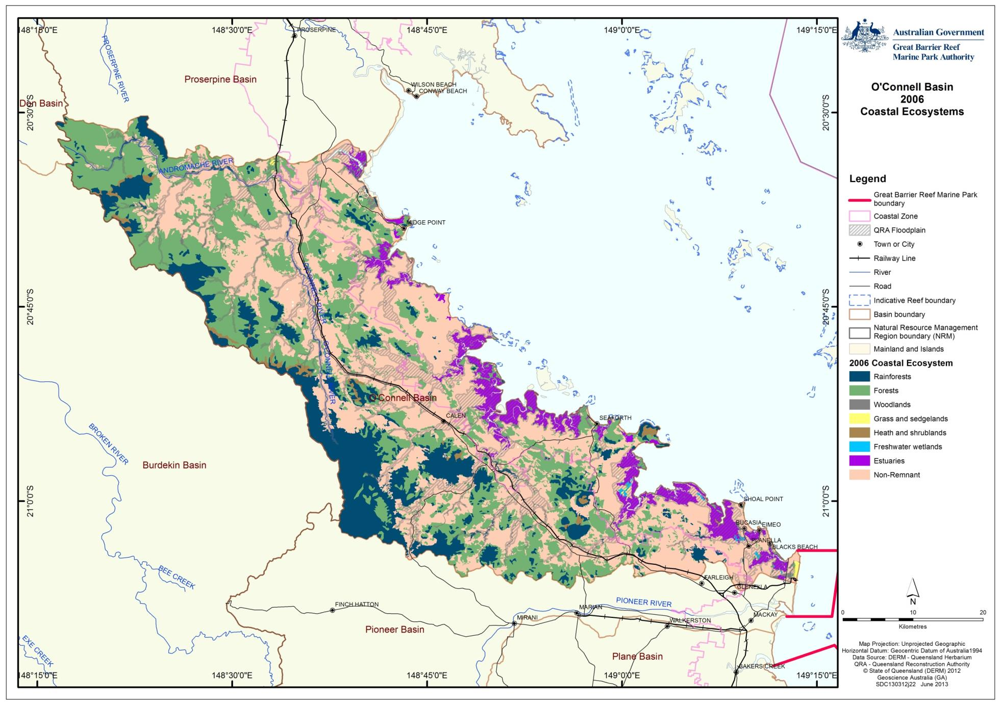 148°15'0"E
148°30'0"E
148°45'0"E
149°0'0"E
149°15'0"E
PROSERPINE
PROSERPINE RIVER
Proserpine Basin
WILSON BEACH
CONWAY BEACH
Don Basin
20°30'0"S
20°30'0"S
ANDROMACHE RIVER
MIDGE POINT
O'CONNELL RIVER
20°45'0"S
20°45'0"S
O'CONNELL RIVER
O'Connell Basin
CALEN
SEAFORTH
BROKEN RIVER
Burdekin Basin
21°0'0"S
21°0'0"S
SHOAL POINT
BUCASIA
EIMEO
PLANELLA
BLACKS BEACH
BEE CREEK
FARLEIGH
GLENELLA
FINCH HATTON
PIONEER RIVER
MARIAN
MIRANI
WALKERSTON
MACKAY
Pioneer Basin
Plane Basin
EXE CREEK
BAKERS CREEK
148°15'0"E
148°30'0"E
148°45'0"E
149°0'0"E
149°15'0"E
AUSTRALIA
Australian Government
Great Barrier Reef
Marine Park Authority
O'Connell Basin
2006
Coastal Ecosystems
Legend
Great Barrier Reef Marine Park
boundary
Coastal Zone
QRA Floodplain
Town or City
Railway Line
River
Road
Indicative Reef boundary
Basin boundary
Natural Resource Management
Region boundary (NRM)
Mainland and Islands
2006 Coastal Ecosystem
Rainforests
Forests
Woodlands
Grass and sedgelands
Heath and shrublands
Freshwater wetlands
Estuaries
Non-Remnant
N
0 10 20
Kilometres
Map Projection: Unprojected Geographic
Horizontal Datum: Geocentric Datum of Australia1994
Data Source: DERM - Queensland Herbarium
QRA - Queensland Reconstruction Authority
© State of Queensland (DERM) 2012
Geoscience Australia (GA)
SDC130312j22 June 2013